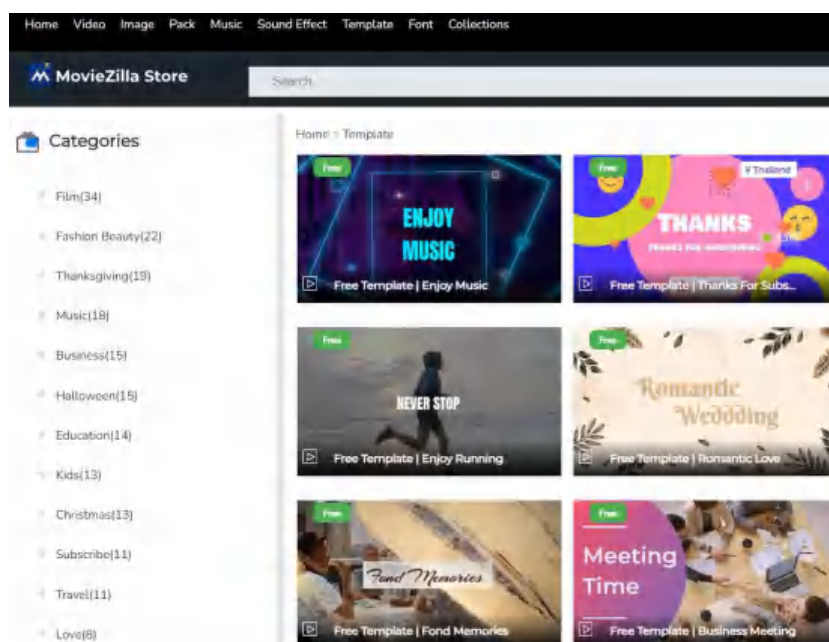 Home Video Image Pack Music Sound Effect Template Font Collections
MovieZilla Store
Search
Categories
Film(34)
Fashion Beauty(22)
Thanksgiving(19)
Music(18)
Business(15)
Halloween(15)
Education(14)
Kids(13)
Christmas(13)
Subscribe(11)
Travel(11)
Love(8)
Home > Template
Free
ENJOY
MUSIC
Free Template | Enjoy Music
Free
# Thailand
THANKS
THANKS FOR SUBSCRIBING
Free Template | Thanks For Subs...
Free
NEVER STOP
Free Template | Enjoy Running
Free
Romantic
Weddding
Free Template | Romantic Love
Free
Fond Memories
Free Template | Fond Memories
Free
Meeting
Time
Free Template | Business Meeting